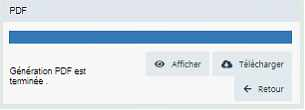 PDF
Génération PDF est
terminée .
Afficher
Télécharger
Retour